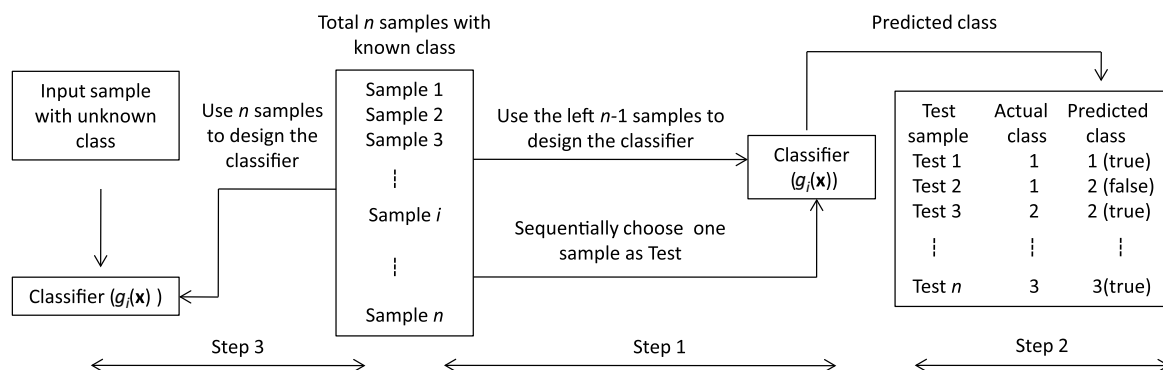 Total n samples with
known class
Predicted class
Input sample
with unknown
class
Use n samples
to design the
classifier
Sample 1
Sample 2
Sample 3
Sample i
Sample n
Use the left n-1 samples to
design the classifier
Sequentially choose one
sample as Test
Classifier
(gi(x))
Test Actual Predicted
sample class class
Test 1 1 1 (true)
Test 2 1 2 (false)
Test 3 2 2 (true)
Test n 3 3(true)
Classifier (gi(x) )
Step 3
Step 1
Step 2